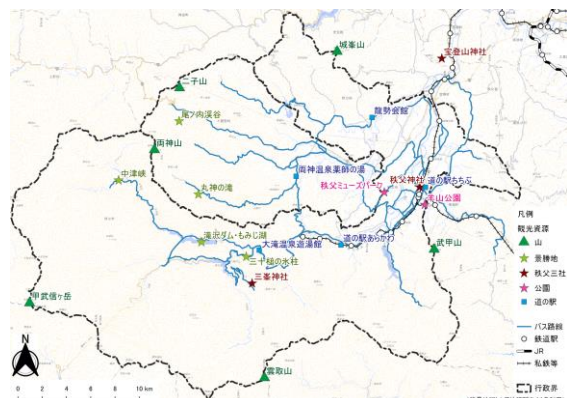 城峯山
宝登山神社
二子山
尾ノ内渓谷
龍勢会館
両神山
両神温泉薬師の湯
中津峡
秩父神社
道の駅ちちぶ
秩父ミューズパーク
丸神の滝
羊山公園
凡例
観光資源
山
景勝地
秩父三社
公園
道の駅
滝沢ダム・もみじ湖
大滝温泉遊湯館
道の駅あらかわ
武甲山
三十槌の氷柱
三峯神社
甲武信ヶ岳
バス路線
鉄道駅
JR
私鉄等
行政界
N
雲取山
0 2 4 6 8 10 km